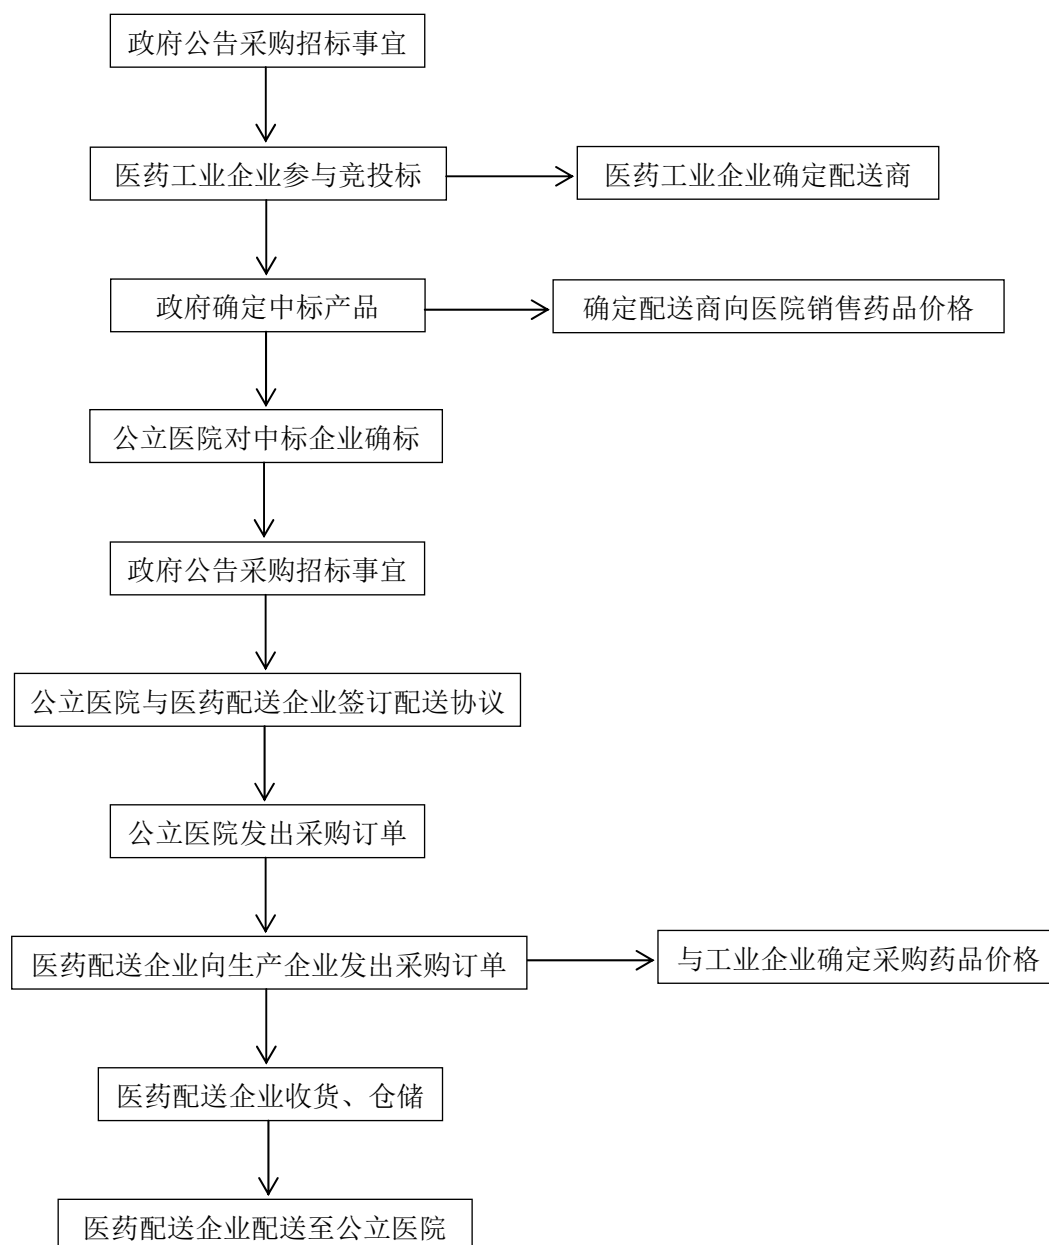 政府公告采购招标事宜
医药工业企业参与竞投标
医药工业企业确定配送商
政府确定中标产品
确定配送商向医院销售药品价格
公立医院对中标企业确标
政府公告采购招标事宜
公立医院与医药配送企业签订配送协议
公立医院发出采购订单
医药配送企业向生产企业发出采购订单
与工业企业确定采购药品价格
医药配送企业收货、仓储
医药配送企业配送至公立医院